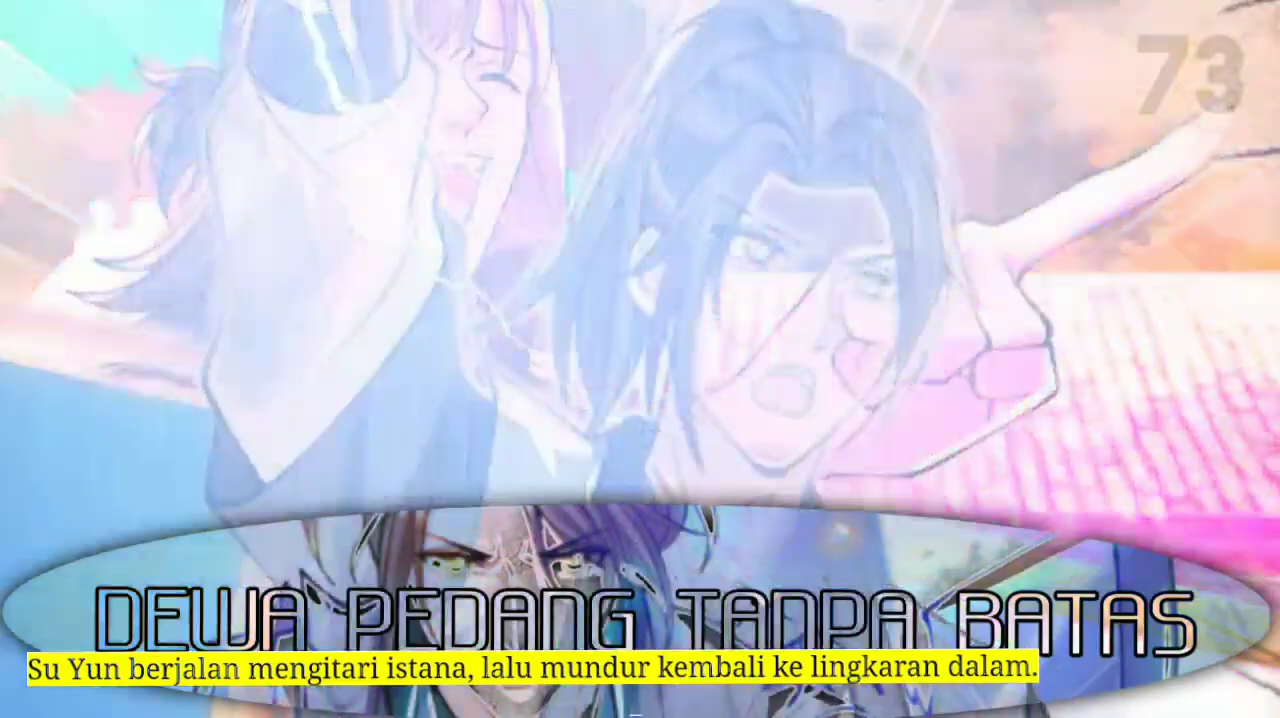 73
DEWA PEDANG TANPA BATAS
Su Yun berjalan mengitari istana, lalu mundur kembali ke lingkaran dalam.